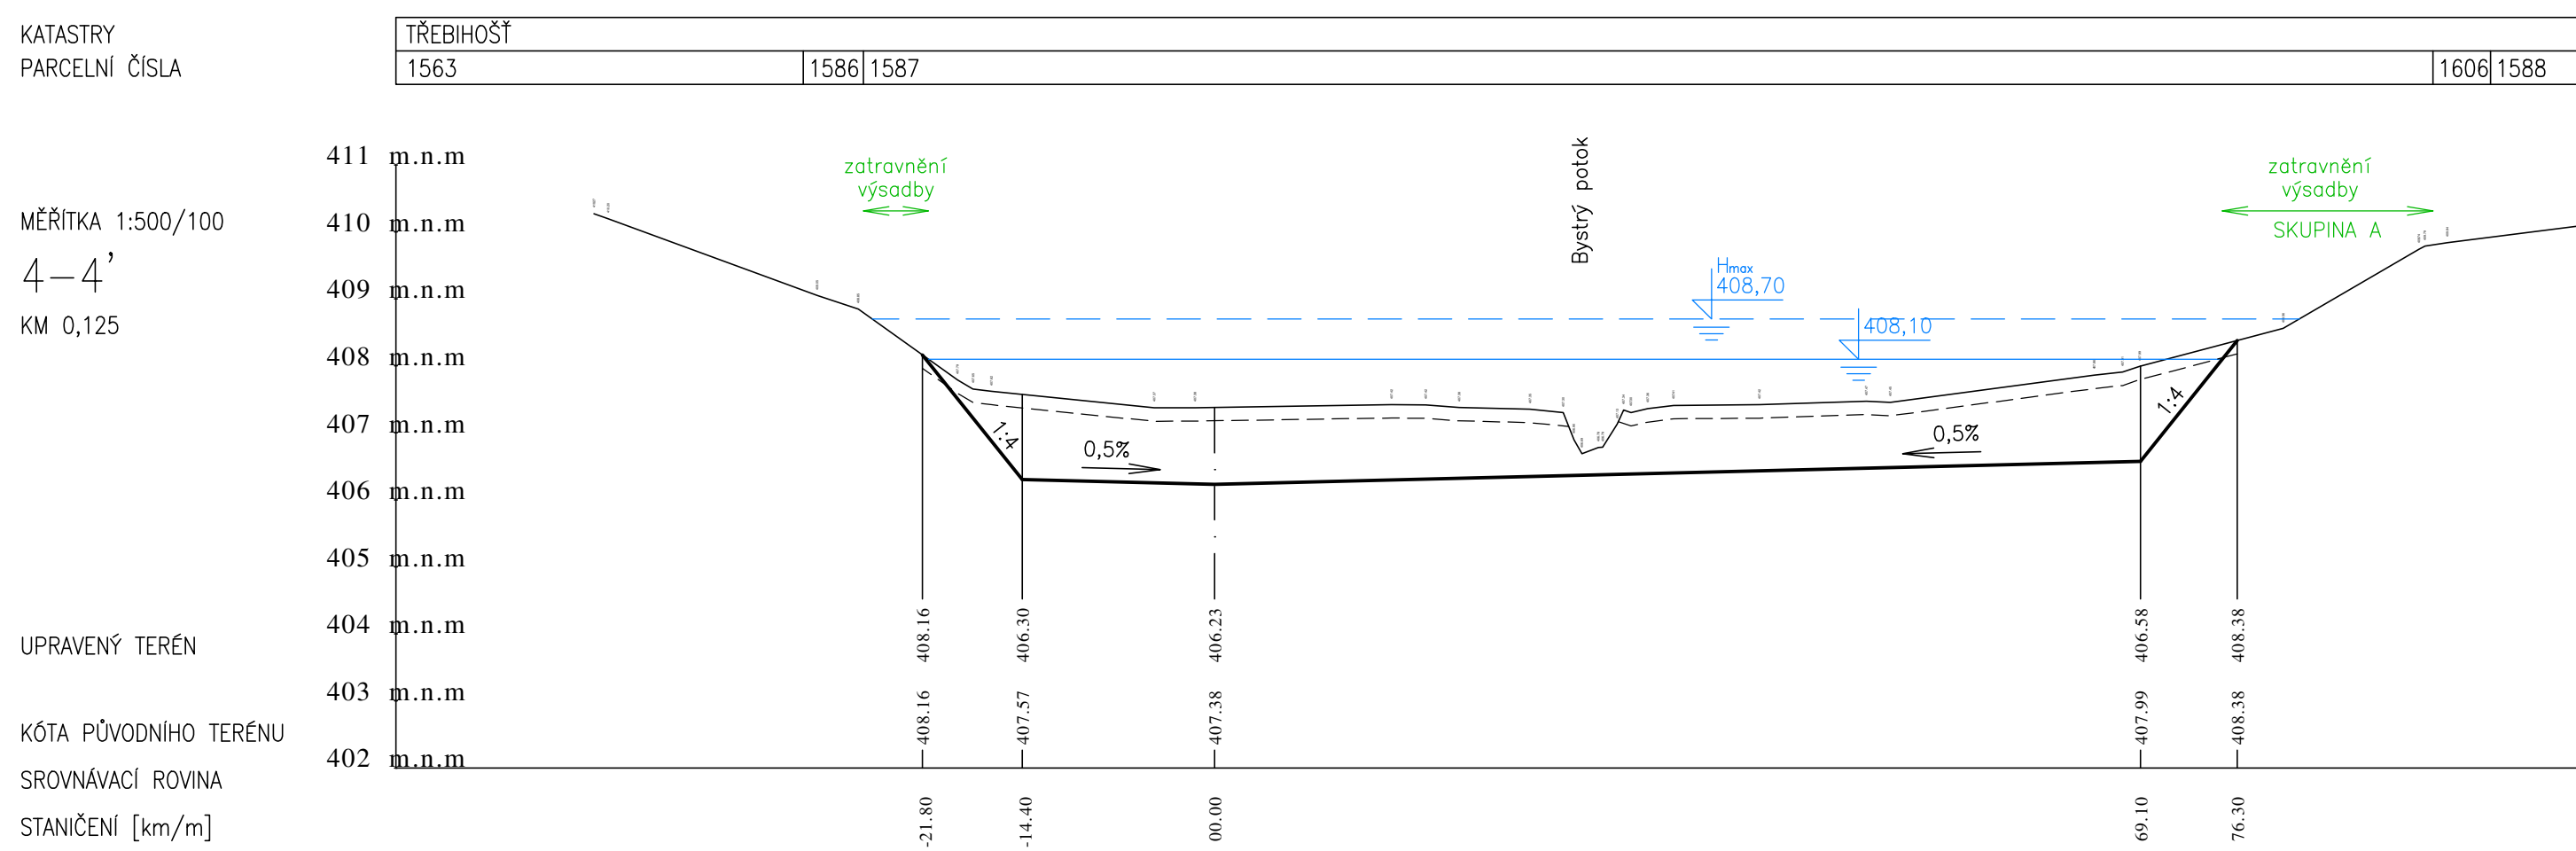 KATASTRY
TŘEBIHOŠŤ
PARCELNÍ ČÍSLA
1563
1586
1587
1606
1588
411 m.n.m
410 m.n.m
409 m.n.m
408 m.n.m
407 m.n.m
406 m.n.m
405 m.n.m
404 m.n.m
403 m.n.m
402 m.n.m
MĚŘÍTKA 1:500/100
4-4'
KM 0,125
zatravnění
výsadby
Bystrý potok
zatravnění
výsadby
SKUPINA A
Hmax
408,70
408,10
1:4
0,5%
0,5%
1:4
UPRAVENÝ TERÉN
408.16
406.30
406.23
406.58
408.38
KÓTA PŮVODNÍHO TERÉNU
408.16
407.57
407.38
407.99
408.38
SROVNÁVACÍ ROVINA
STANIČENÍ [km/m]
-21.80
-14.40
00.00
69.10
76.30